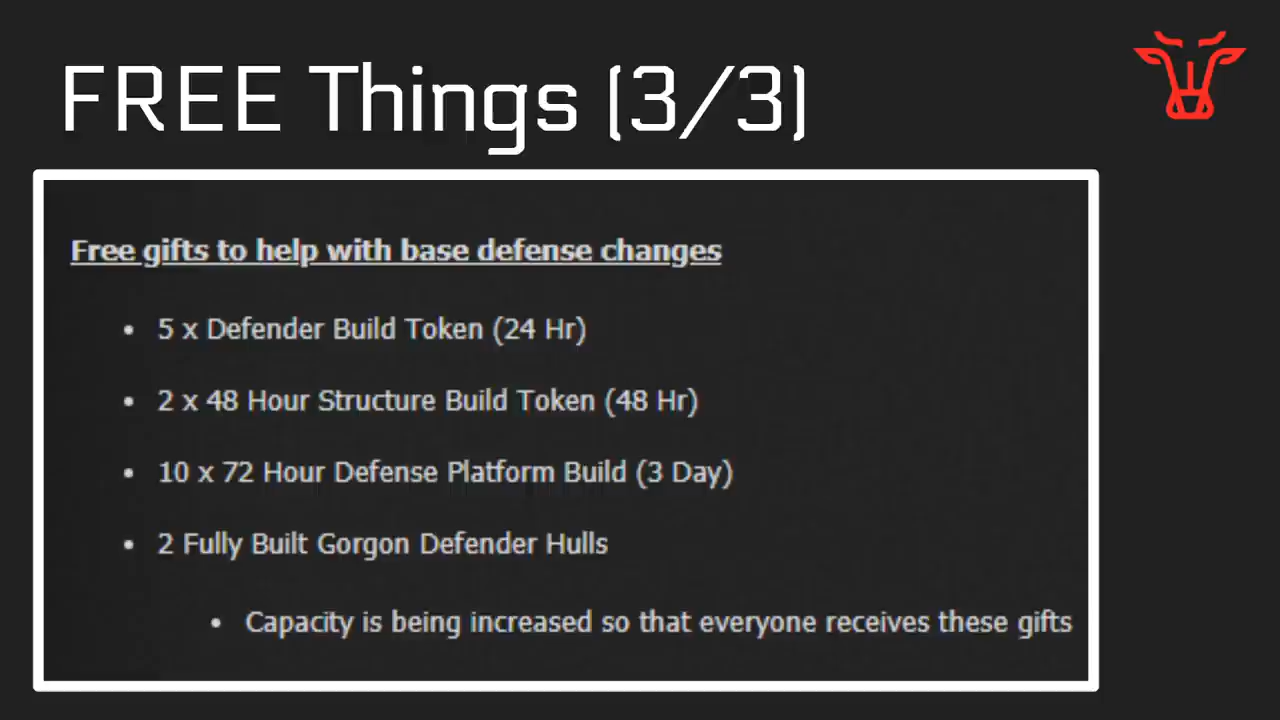 FREE Things (3/3)
Free gifts to help with base defense changes
• 5 x Defender Build Token (24 Hr)
• 2 x 48 Hour Structure Build Token (48 Hr)
• 10 x 72 Hour Defense Platform Build (3 Day)
• 2 Fully Built Gorgon Defender Hulls
• Capacity is being increased so that everyone receives these gifts